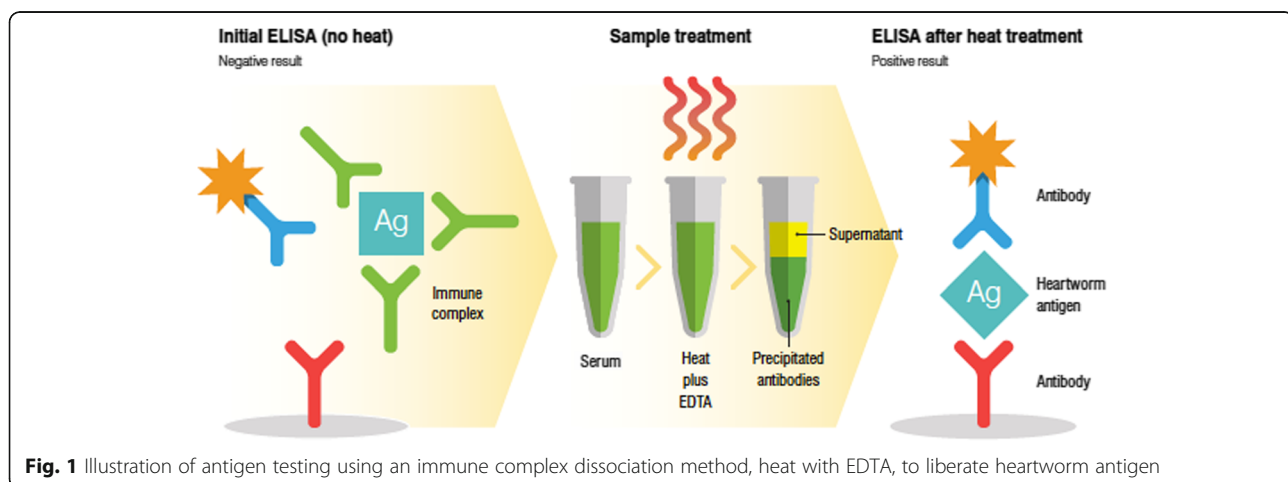 Initial ELISA (no heat)
Negative result
Ag
Immune
complex
Sample treatment
Serum
Heat
plus
EDTA
Supernatant
Precipitated
antibodies
ELISA after heat treatment
Positive result
Antibody
Ag
Heartworm
antigen
Antibody
Fig. 1 Illustration of antigen testing using an immune complex dissociation method, heat with EDTA, to liberate heartworm antigen